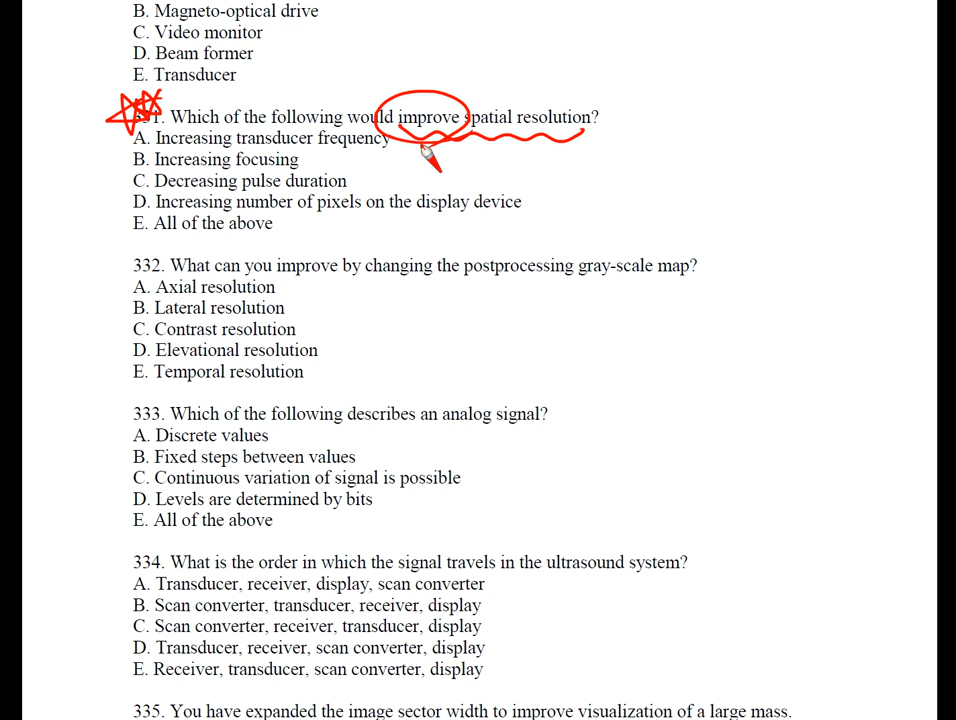 B. Magneto-optical drive
C. Video monitor
D. Beam former
E. Transducer
331. Which of the following would improve spatial resolution?
A. Increasing transducer frequency
B. Increasing focusing
C. Decreasing pulse duration
D. Increasing number of pixels on the display device
E. All of the above
332. What can you improve by changing the postprocessing gray-scale map?
A. Axial resolution
B. Lateral resolution
C. Contrast resolution
D. Elevational resolution
E. Temporal resolution
333. Which of the following describes an analog signal?
A. Discrete values
B. Fixed steps between values
C. Continuous variation of signal is possible
D. Levels are determined by bits
E. All of the above
334. What is the order in which the signal travels in the ultrasound system?
A. Transducer, receiver, display, scan converter
B. Scan converter, transducer, receiver, display
C. Scan converter, receiver, transducer, display
D. Transducer, receiver, scan converter, display
E. Receiver, transducer, scan converter, display
335. You have expanded the image sector width to improve visualization of a large mass.